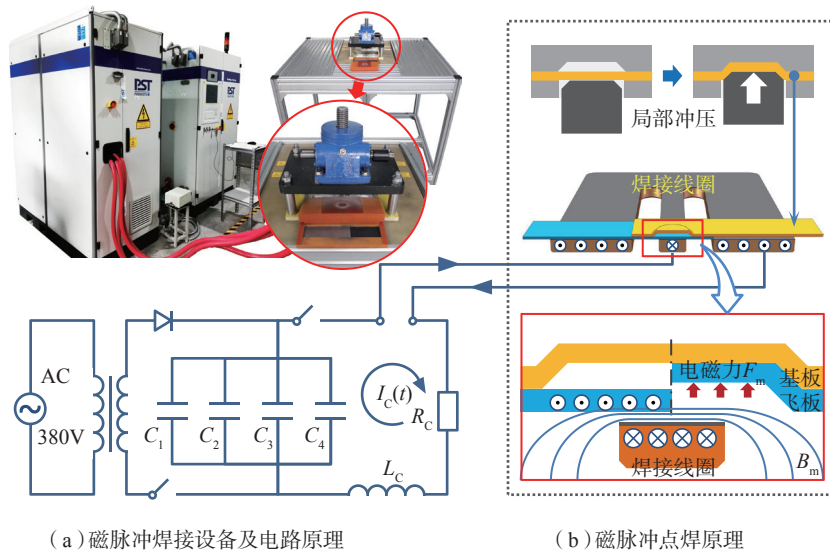 PST
局部冲压
焊接线圈
AC
380V
C1
C2
C3
C4
IC(t)
RC
LC
电磁力Fm
基板
飞板
焊接线圈
Bm
（a）磁脉冲焊接设备及电路原理
（b）磁脉冲点焊原理